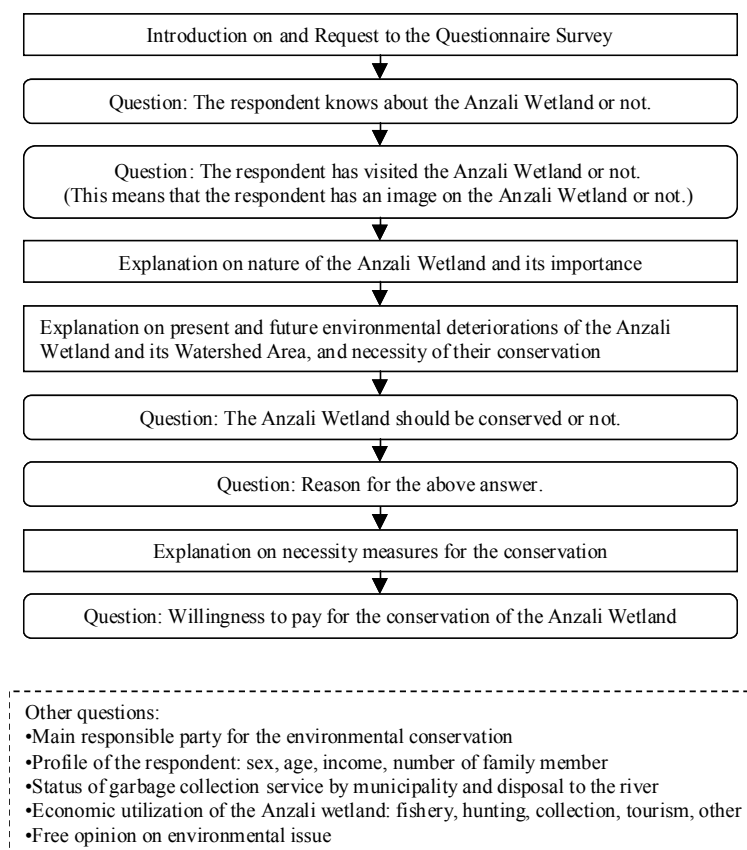 Introduction on and Request to the Questionnaire Survey
Question: The respondent knows about the Anzali Wetland or not.
Question: The respondent has visited the Anzali Wetland or not.
(This means that the respondent has an image on the Anzali Wetland or not.)
Explanation on nature of the Anzali Wetland and its importance
Explanation on present and future environmental deteriorations of the Anzali
Wetland and its Watershed Area, and necessity of their conservation
Question: The Anzali Wetland should be conserved or not.
Question: Reason for the above answer.
Explanation on necessity measures for the conservation
Question: Willingness to pay for the conservation of the Anzali Wetland
Other questions:
•Main responsible party for the environmental conservation
•Profile of the respondent: sex, age, income, number of family member
•Status of garbage collection service by municipality and disposal to the river
•Economic utilization of the Anzali wetland: fishery, hunting, collection, tourism, other
•Free opinion on environmental issue